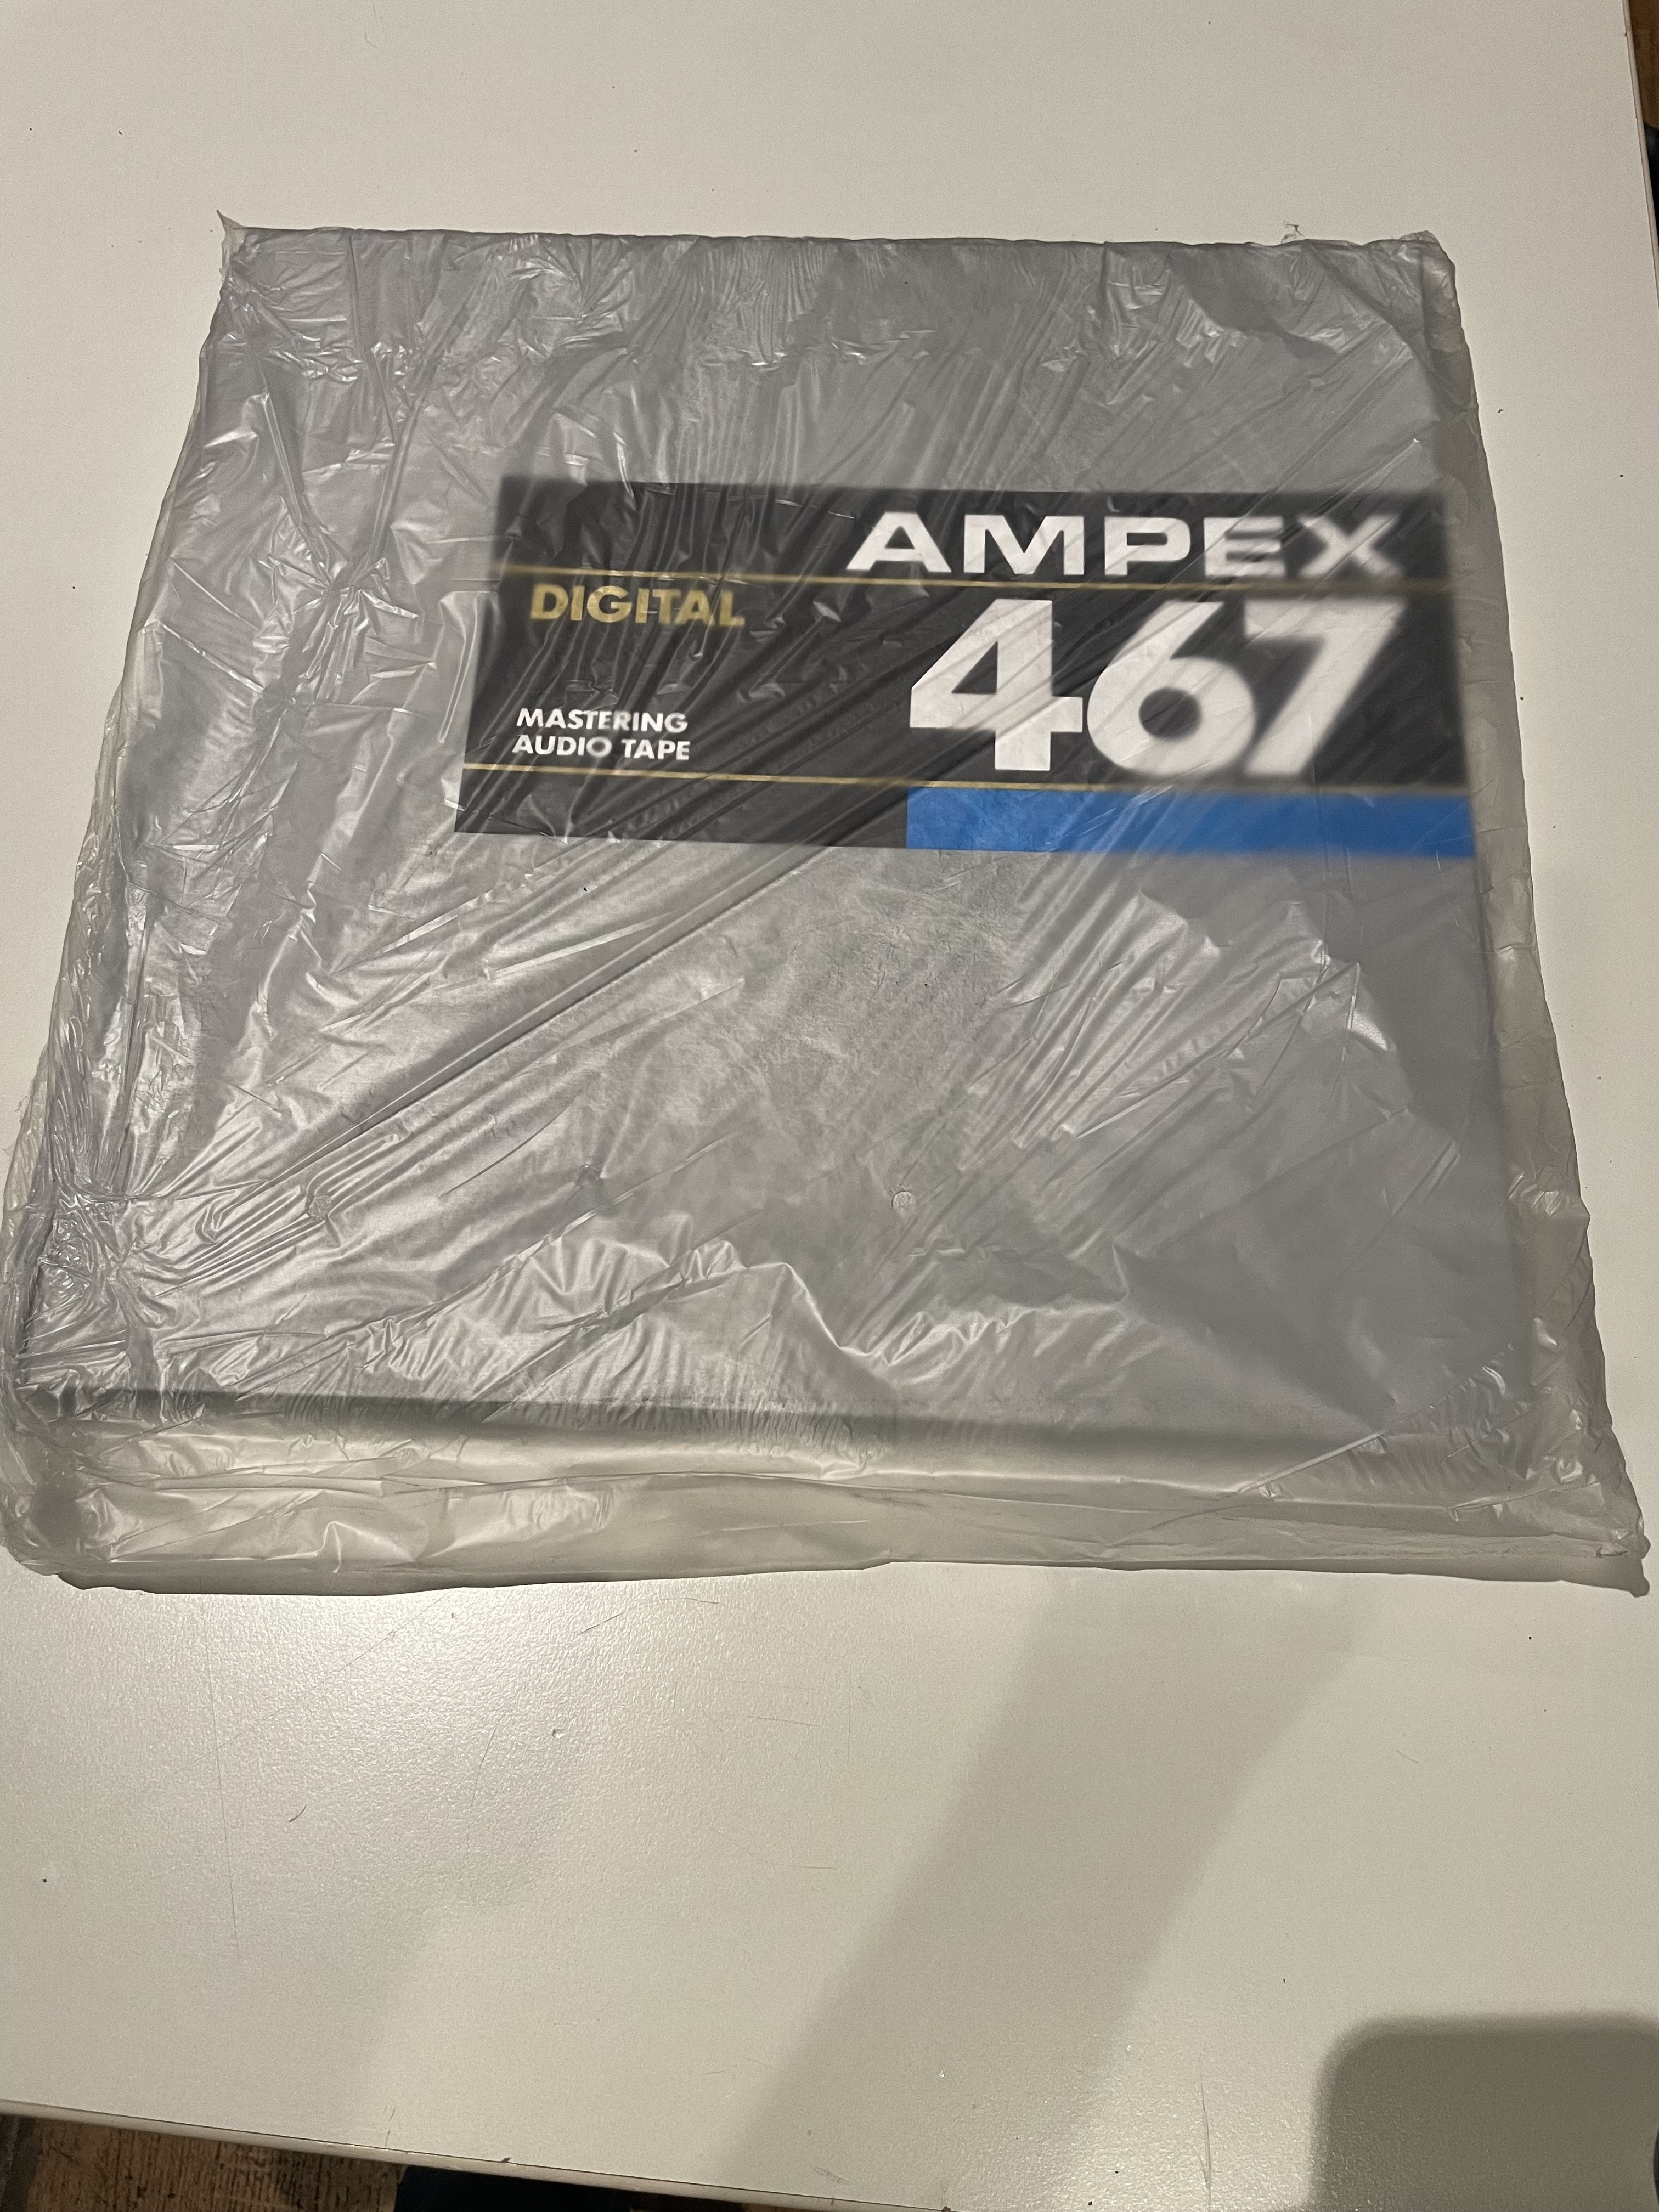 AMPEX
DIGITAL
467
MASTERING
AUDIO TAPE